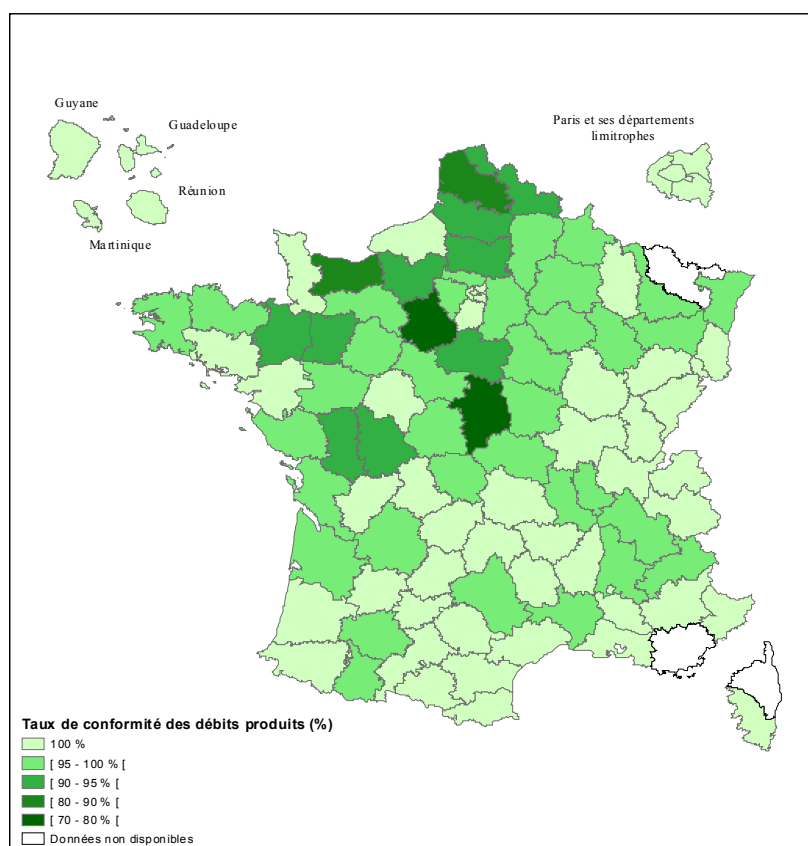 Guyane
Guadeloupe
Paris et ses départements
limitrophes
Réunion
Martinique
Taux de conformité des débits produits (%)
100 %
[ 95 - 100 % [
[ 90 - 95 % [
[ 80 - 90 % [
[ 70 - 80 % [
Données non disponibles